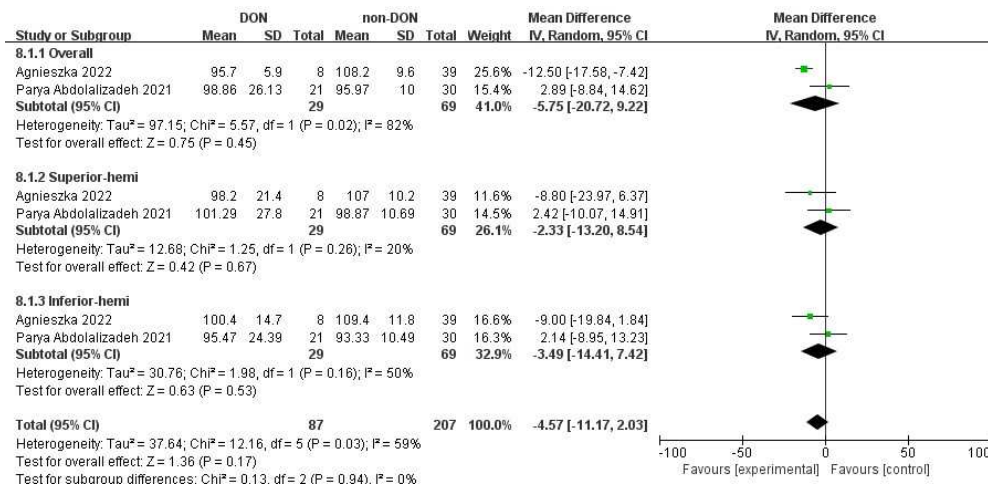 DON non-DON Mean Difference Mean Difference
Study or Subgroup Mean SD Total Mean SD Total Weight IV, Random, 95% CI IV, Random, 95% CI
8.1.1 Overall
Agnieszka 2022 95.7 5.9 8 108.2 9.6 39 25.6% -12.50 [-17.58, -7.42]
Parya Abdolalizadeh 2021 98.86 26.13 21 95.97 10 30 15.4% 2.89 [-8.84, 14.62]
Subtotal (95% CI) 29 69 41.0% -5.75 [-20.72, 9.22]
Heterogeneity: Tau² = 97.15; Chi² = 5.57, df = 1 (P = 0.02); I² = 82%
Test for overall effect: Z = 0.75 (P = 0.45)
8.1.2 Superior-hemi
Agnieszka 2022 98.2 21.4 8 107 10.2 39 11.6% -8.80 [-23.97, 6.37]
Parya Abdolalizadeh 2021 101.29 27.8 21 98.87 10.69 30 14.5% 2.42 [-10.07, 14.91]
Subtotal (95% CI) 29 69 26.1% -2.33 [-13.20, 8.54]
Heterogeneity: Tau² = 12.68; Chi² = 1.25, df = 1 (P = 0.26); I² = 20%
Test for overall effect: Z = 0.42 (P = 0.67)
8.1.3 Inferior-hemi
Agnieszka 2022 100.4 14.7 8 109.4 11.8 39 16.6% -9.00 [-19.84, 1.84]
Parya Abdolalizadeh 2021 95.47 24.39 21 93.33 10.49 30 16.3% 2.14 [-8.95, 13.23]
Subtotal (95% CI) 29 69 32.9% -3.49 [-14.41, 7.42]
Heterogeneity: Tau² = 30.76; Chi² = 1.98, df = 1 (P = 0.16); I² = 50%
Test for overall effect: Z = 0.63 (P = 0.53)
Total (95% CI) 87 207 100.0% -4.57 [-11.17, 2.03]
Heterogeneity: Tau² = 37.64; Chi² = 12.16, df = 5 (P = 0.03); I² = 59%
Test for overall effect: Z = 1.36 (P = 0.17)
Test for subgroup differences: Chi² = 0.13, df = 2 (P = 0.94), I² = 0%
-100 -50 0 50 100
Favours [experimental] Favours [control]